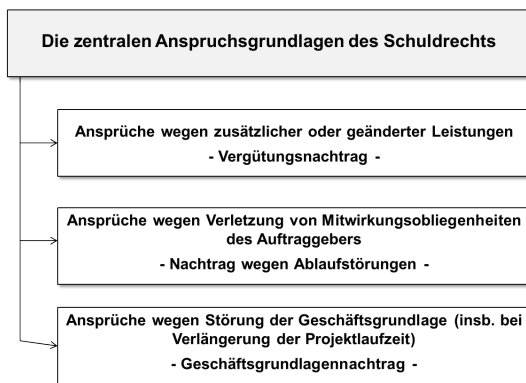 Die zentralen Anspruchsgrundlagen des Schuldrechts
Ansprüche wegen zusätzlicher oder geänderter Leistungen
- Vergütungsnachtrag -
Ansprüche wegen Verletzung von Mitwirkungsobliegenheiten
des Auftraggebers
- Nachtrag wegen Ablaufstörungen -
Ansprüche wegen Störung der Geschäftsgrundlage (insb. bei
Verlängerung der Projektlaufzeit)
- Geschäftsgrundlagennachtrag -